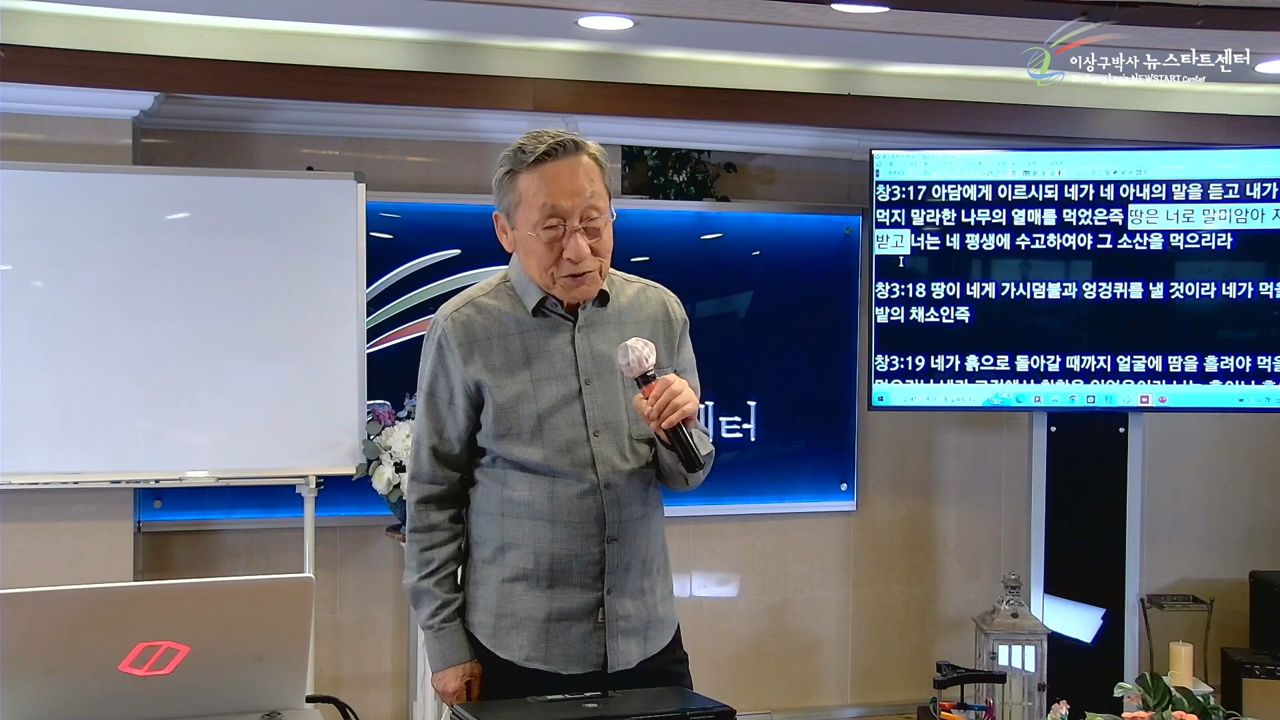 이상구박사 뉴스타트센터
NEWSTART Center
창3:17 아담에게 이르시되 네가 네 아내의 말을 듣고 내가
먹지 말라한 나무의 열매를 먹었은즉 땅은 너로 말미암아
받고 너는 네 평생에 수고하여야 그 소산을 먹으리라
창3:18 땅이 네게 가시덤불과 엉겅퀴를 낼 것이라 네가
밭의 채소인즉
창3:19 네가 흙으로 돌아갈 때까지 얼굴에 땀을 흘려야
터